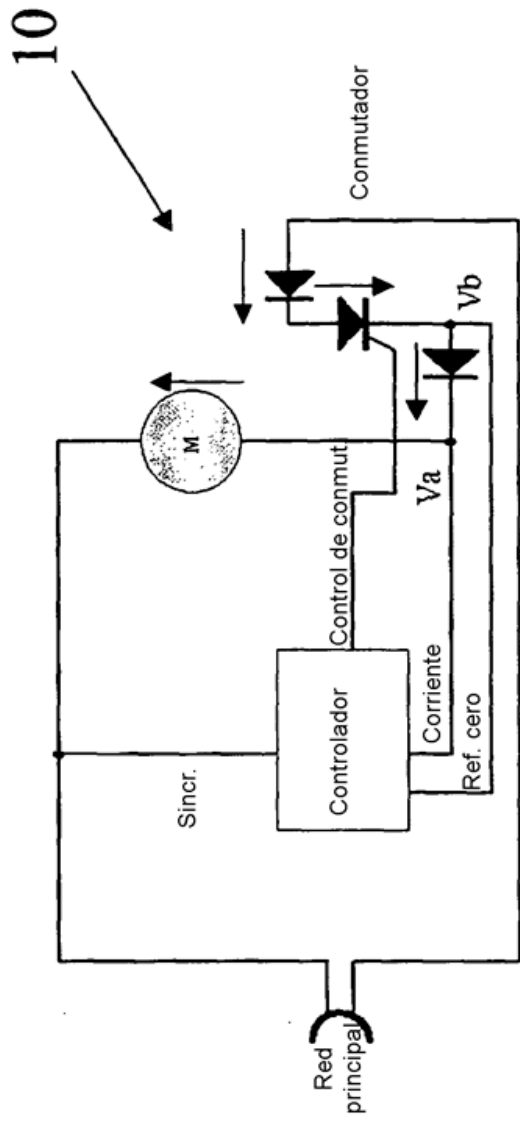 10
Conmutador
Vb
M
Va
Control de conmut.
Corriente
Ref. cero
Controlador
Sincr.
Red
principal